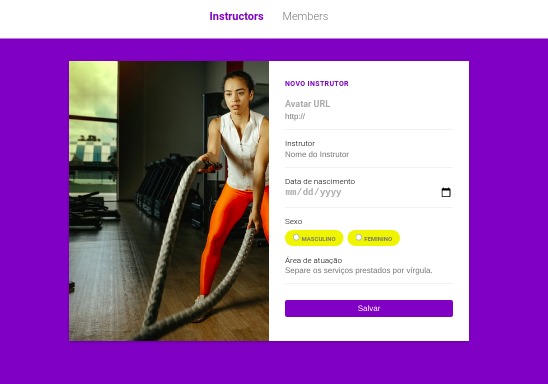 Instructors Members
NOVO INSTRUTOR
Avatar URL
http://
Instrutor
Nome do Instrutor
Data de nascimento
mm/dd/yyyy
Sexo
MASCULINO FEMININO
Área de atuação
Separe os serviços prestados por vírgula.
Salvar